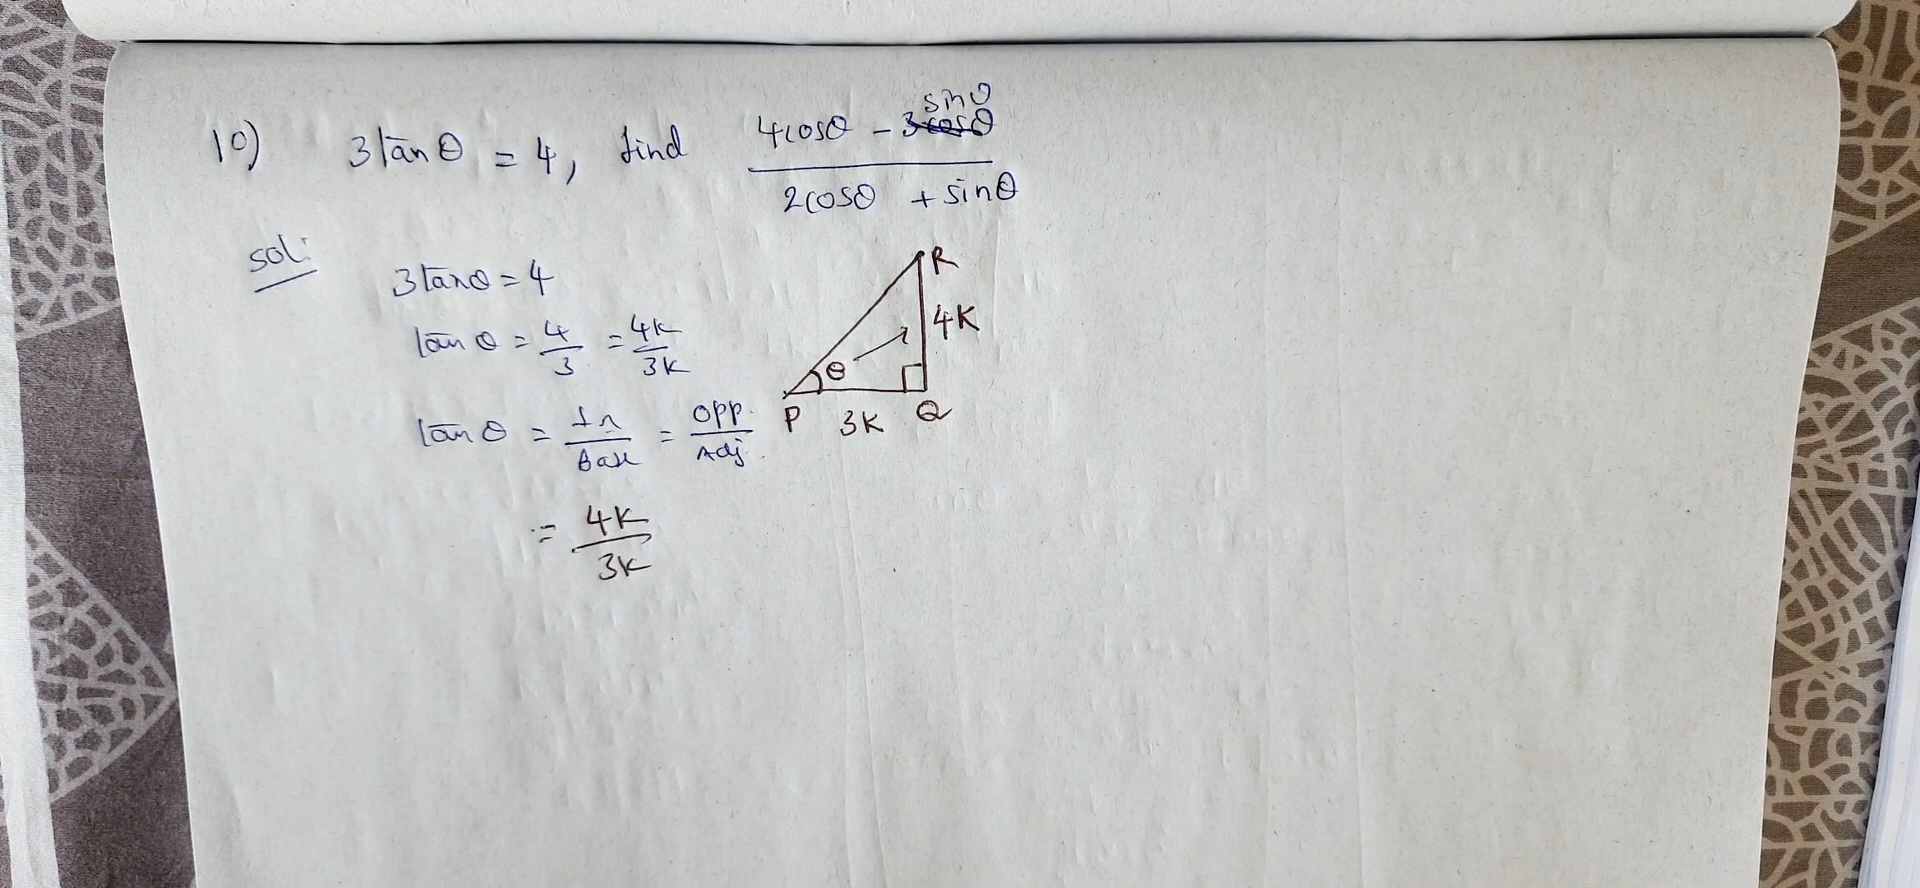 10) 3tanθ = 4, find (4cosθ - sinθ) / (2cosθ + sinθ)
sol:
3tanθ = 4
tanθ = 4/3 = 4K/3K
tanθ = /Base = OPP./Adj.
= 4K/3K
R
4K
θ
P 3K Q